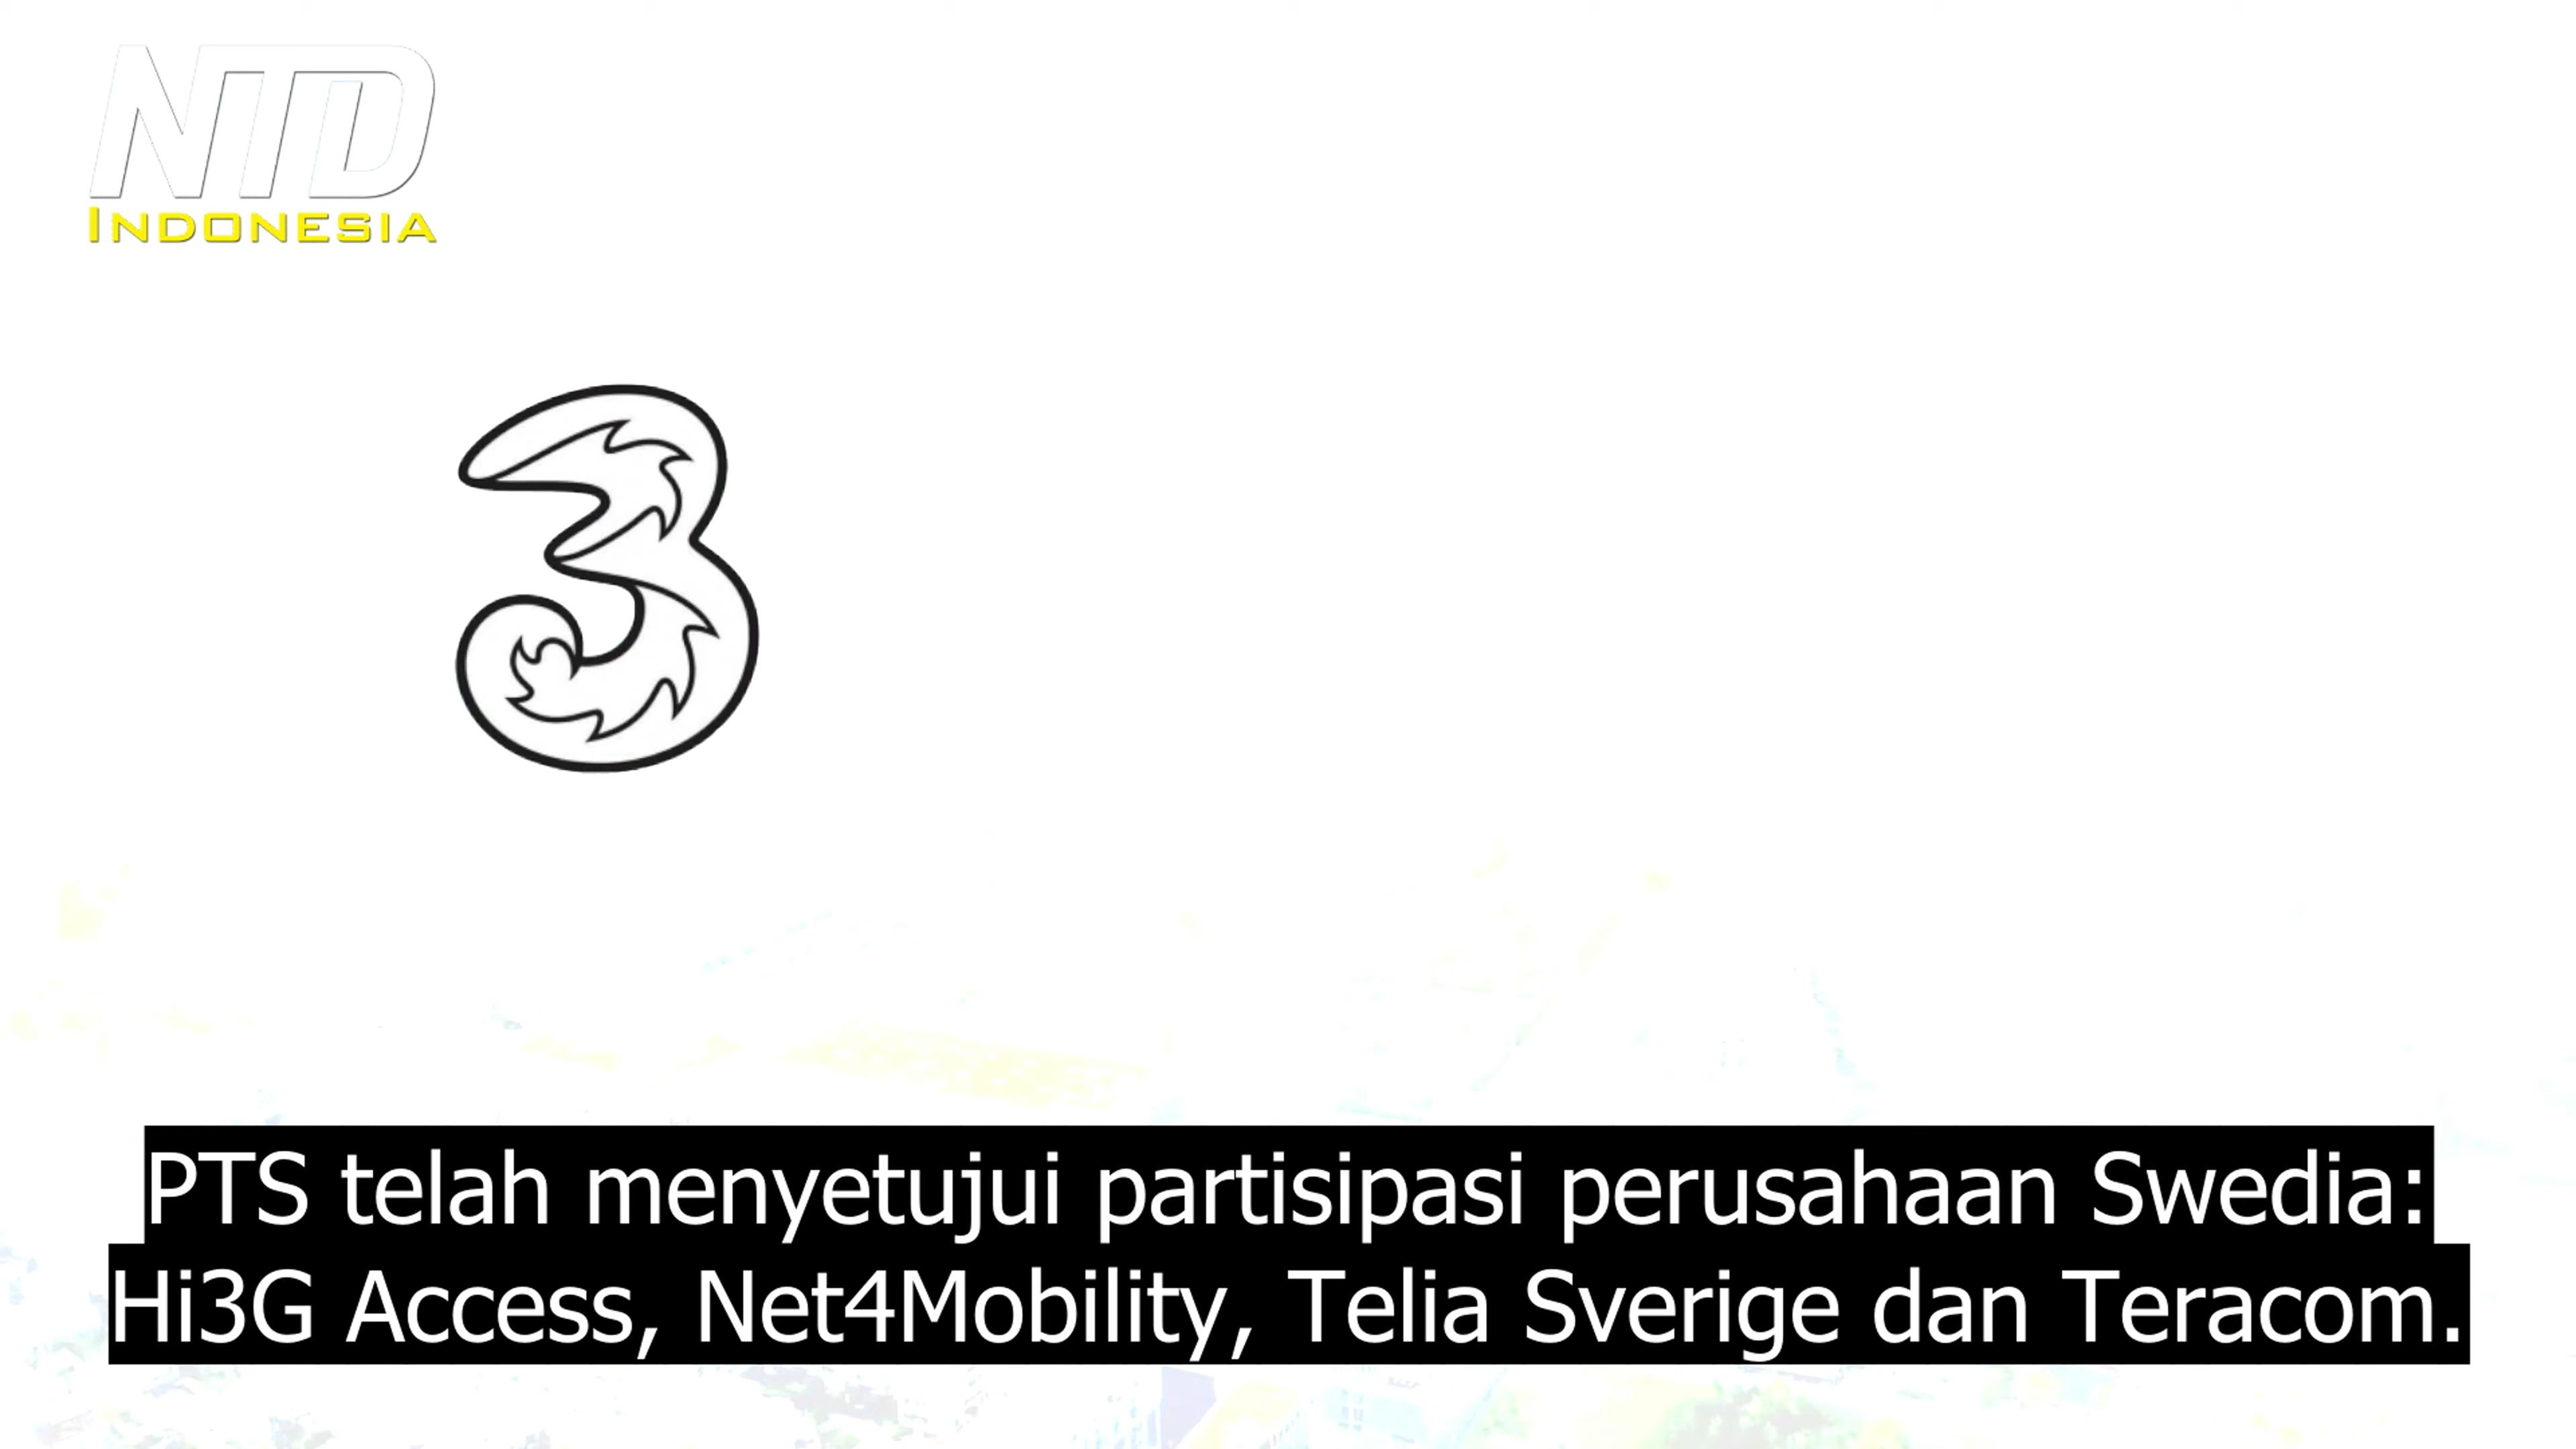 NTD
INDONESIA
3
PTS telah menyetujui partisipasi perusahaan Swedia:
Hi3G Access, Net4Mobility, Telia Sverige dan Teracom.